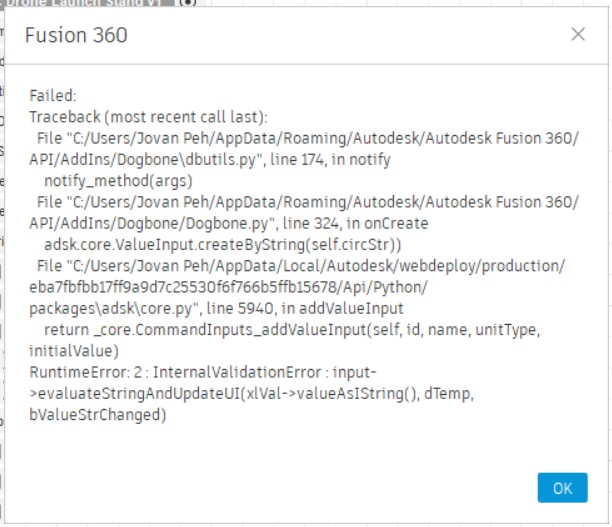 Drone Launch Stand v1
Fusion 360
Failed:
Traceback (most recent call last):
File "C:/Users/Jovan Peh/AppData/Roaming/Autodesk/Autodesk Fusion 360/
API/AddIns/Dogbone\dbutils.py", line 174, in notify
notify_method(args)
File "C:/Users/Jovan Peh/AppData/Roaming/Autodesk/Autodesk Fusion 360/
API/AddIns/Dogbone/Dogbone.py", line 324, in onCreate
adsk.core.ValueInput.createByString(self.circStr))
File "C:/Users/Jovan Peh/AppData/Local/Autodesk/webdeploy/production/
eba7fbfbb17ff9a9d7c25530f6f766b5ffb15678/Api/Python/
packages\adsk\core.py", line 5940, in addValueInput
return _core.CommandInputs_addValueInput(self, id, name, unitType,
initialValue)
RuntimeError: 2 : InternalValidationError : input-
>evaluateStringAndUpdateUI(xlVal->valueAsIString(), dTemp,
bValueStrChanged)
OK